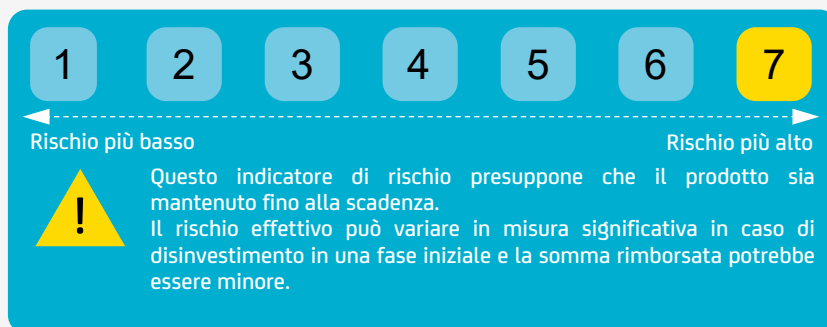 1 2 3 4 5 6 7
Rischio più basso Rischio più alto
Questo indicatore di rischio presuppone che il prodotto sia
mantenuto fino alla scadenza.
!
Il rischio effettivo può variare in misura significativa in caso di
disinvestimento in una fase iniziale e la somma rimborsata potrebbe
essere minore.